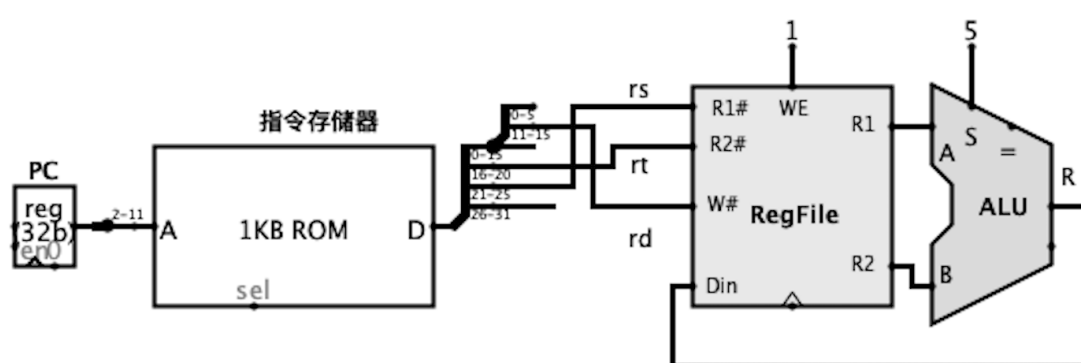 1
5
指令存储器
rs
0-5
11-15
R1#
WE
R1
S
=
PC
0-15
rt
R2#
A
16-20
reg
(32b)
en0
2-11
A
1KB ROM
D
21-25
26-31
W#
RegFile
ALU
R
rd
R2
B
sel
Din